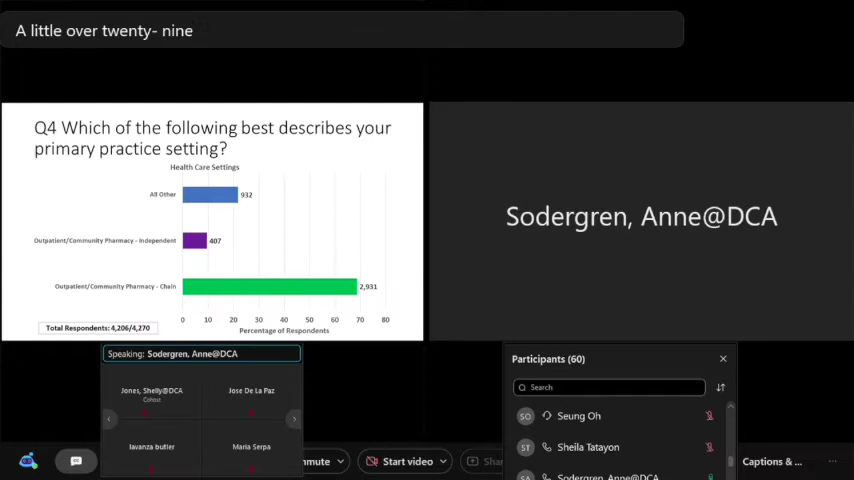 A little over twenty- nine
Q4 Which of the following best describes your
primary practice setting?
Health Care Settings
All Other
932
Outpatient/Community Pharmacy - Independent
407
Outpatient/Community Pharmacy - Chain
2,931
0 10 20 30 40 50 60 70 80
Percentage of Respondents
Total Respondents: 4,206/4,270
Sodergren, Anne@DCA
Speaking: Sodergren, Anne@DCA
Jones, Shelly@DCA
Cohost
Jose De La Paz
lavanza butler
Maria Serpa
Participants (60)
Search
SO Seung Oh
ST Sheila Tatayon
SA Sodergren, Anne@DCA
Start video
Captions & ...